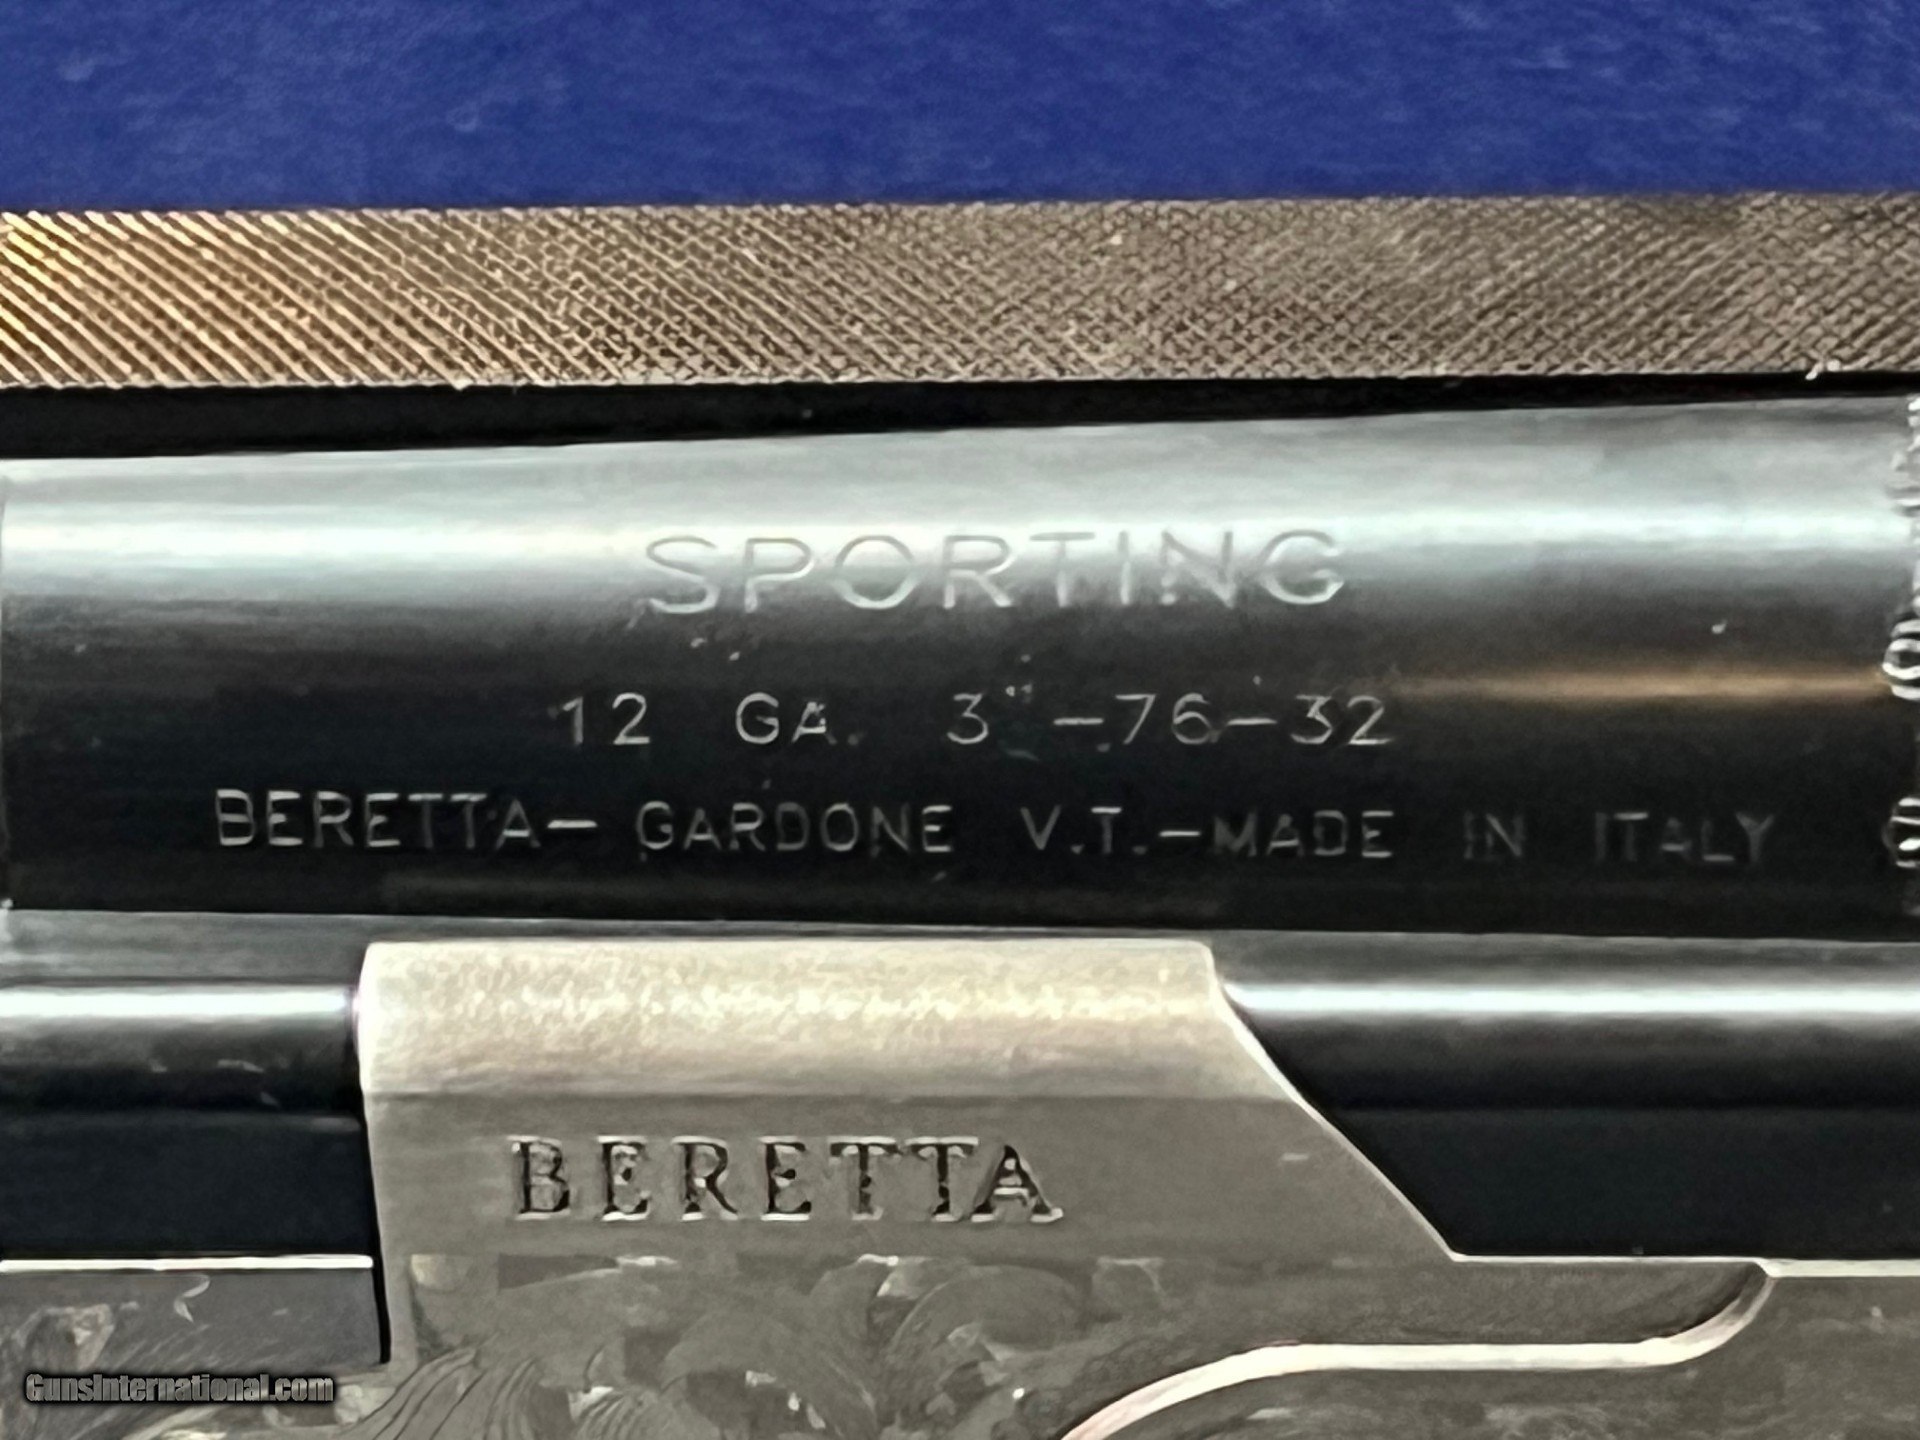 SPORTING
12 GA. 3" -76-32
BERETTA- GARDONE V.T.-MADE IN ITALY
BERETTA
GunsInternational.com